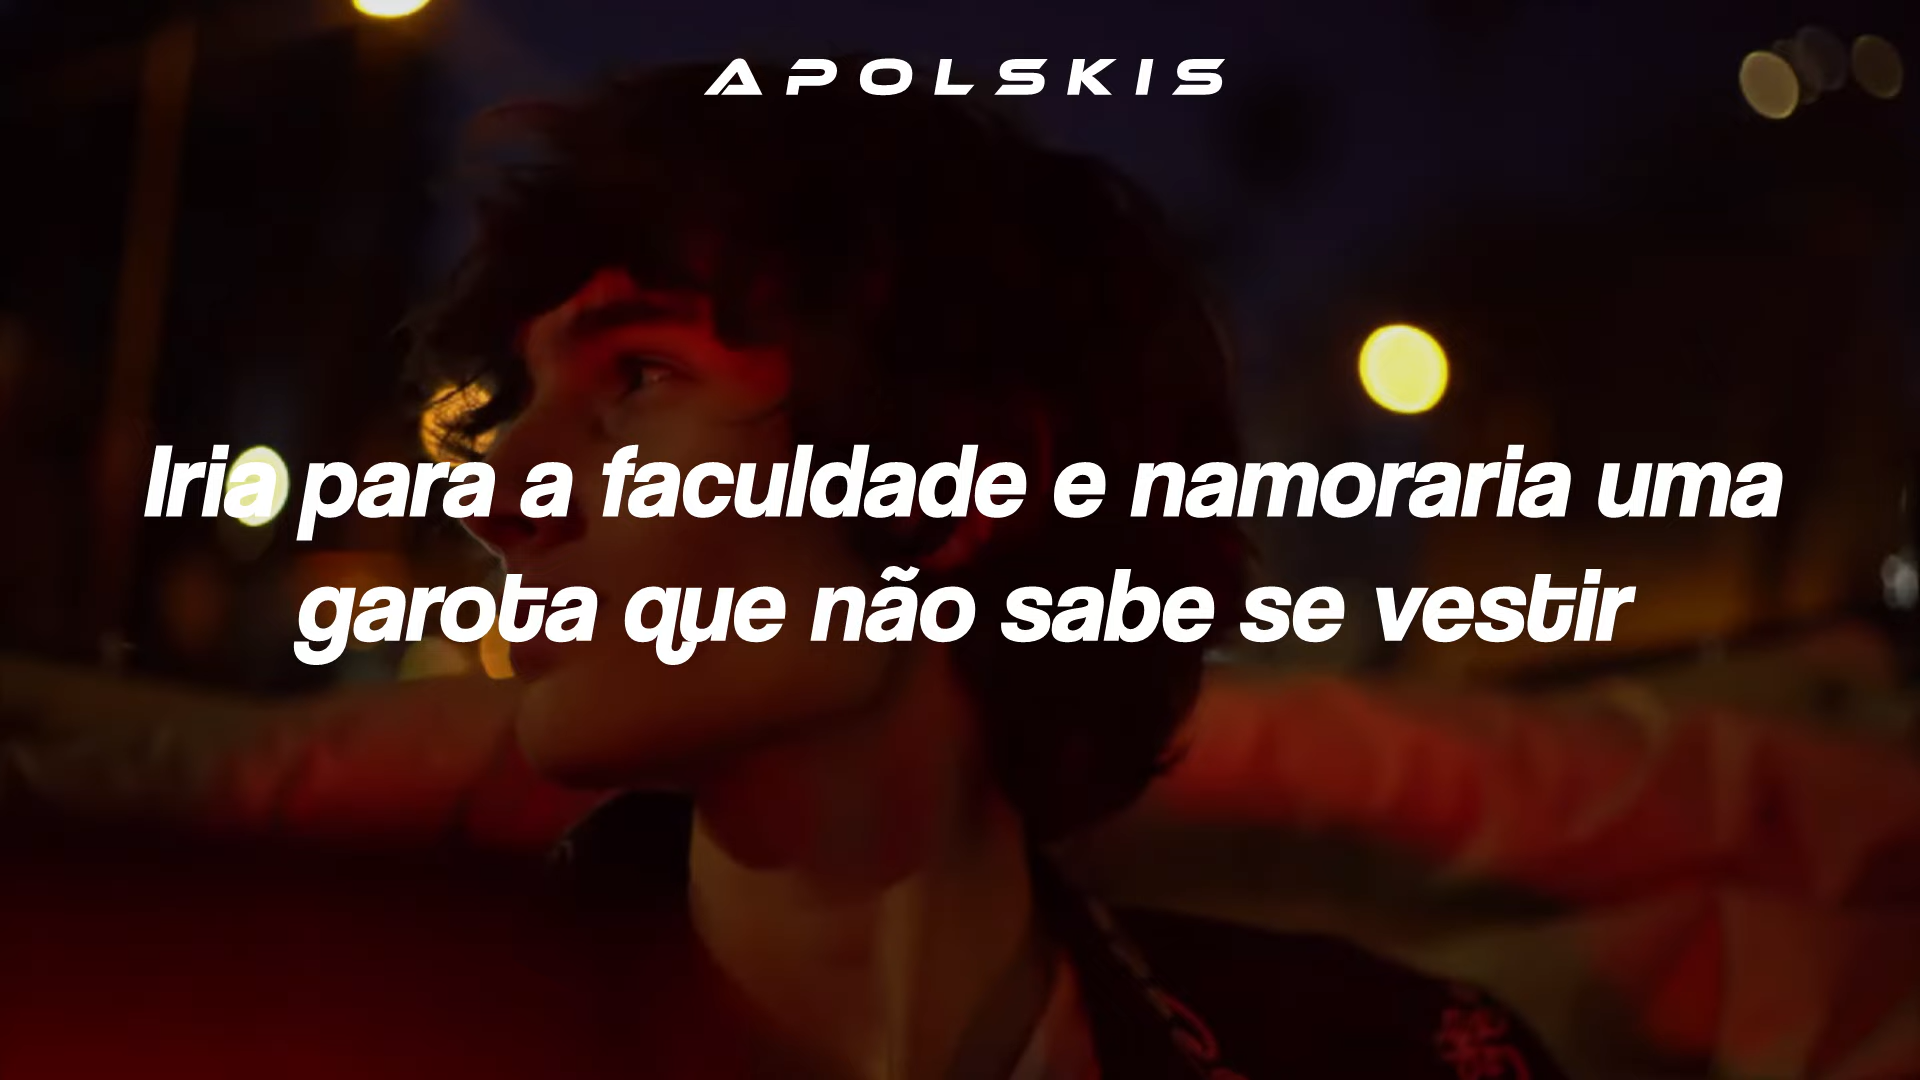 APOLSKIS
Iria para a faculdade e namoraria uma
garota que não sabe se vestir